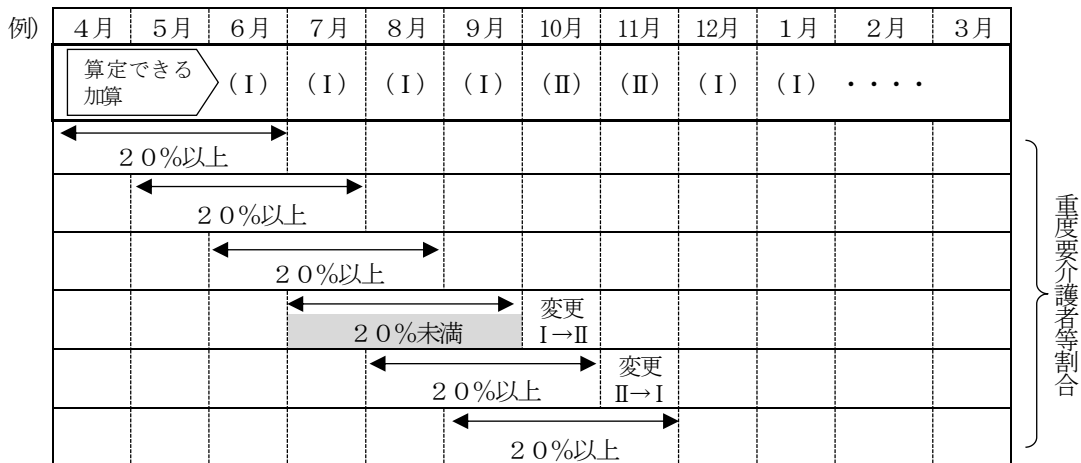 例) 4月 5月 6月 7月 8月 9月 10月 11月 12月 1月 2月 3月
算定できる
加算
(Ⅰ) (Ⅰ) (Ⅰ) (Ⅰ) (Ⅱ) (Ⅱ) (Ⅰ) (Ⅰ) ・・・・
20%以上
20%以上
20%以上
20%未満
変更
Ⅰ→Ⅱ
20%以上
変更
Ⅱ→Ⅰ
20%以上
重度要介護者等割合